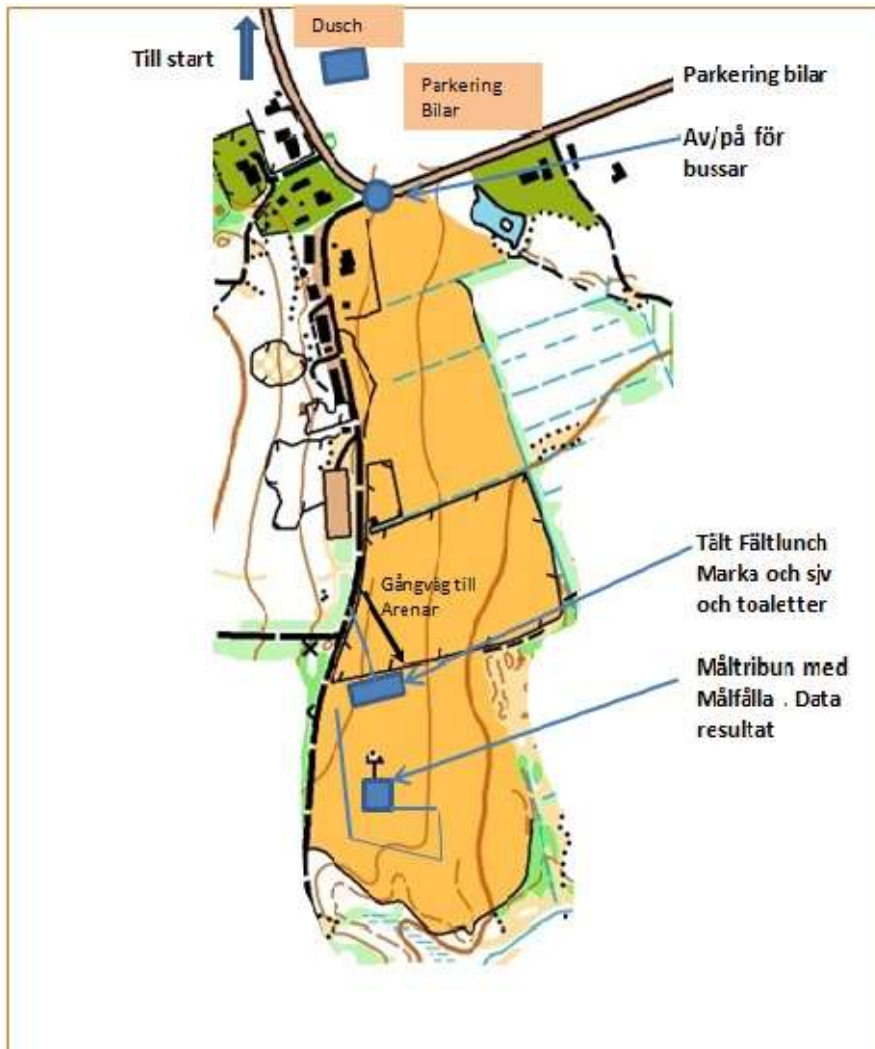 Till start
Dusch
Parkering
Bilar
Parkering bilar
Av/på för
bussar
Gångväg till
Arenar
Tält Fältlunch
Marka och sjv
och toaletter
Måltribun med
Målfålla . Data
resultat